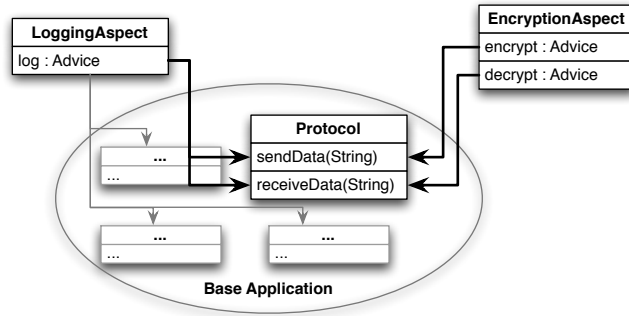 LoggingAspect
log : Advice
EncryptionAspect
encrypt : Advice
decrypt : Advice
Protocol
sendData(String)
receiveData(String)
...
...
...
...
...
...
Base Application